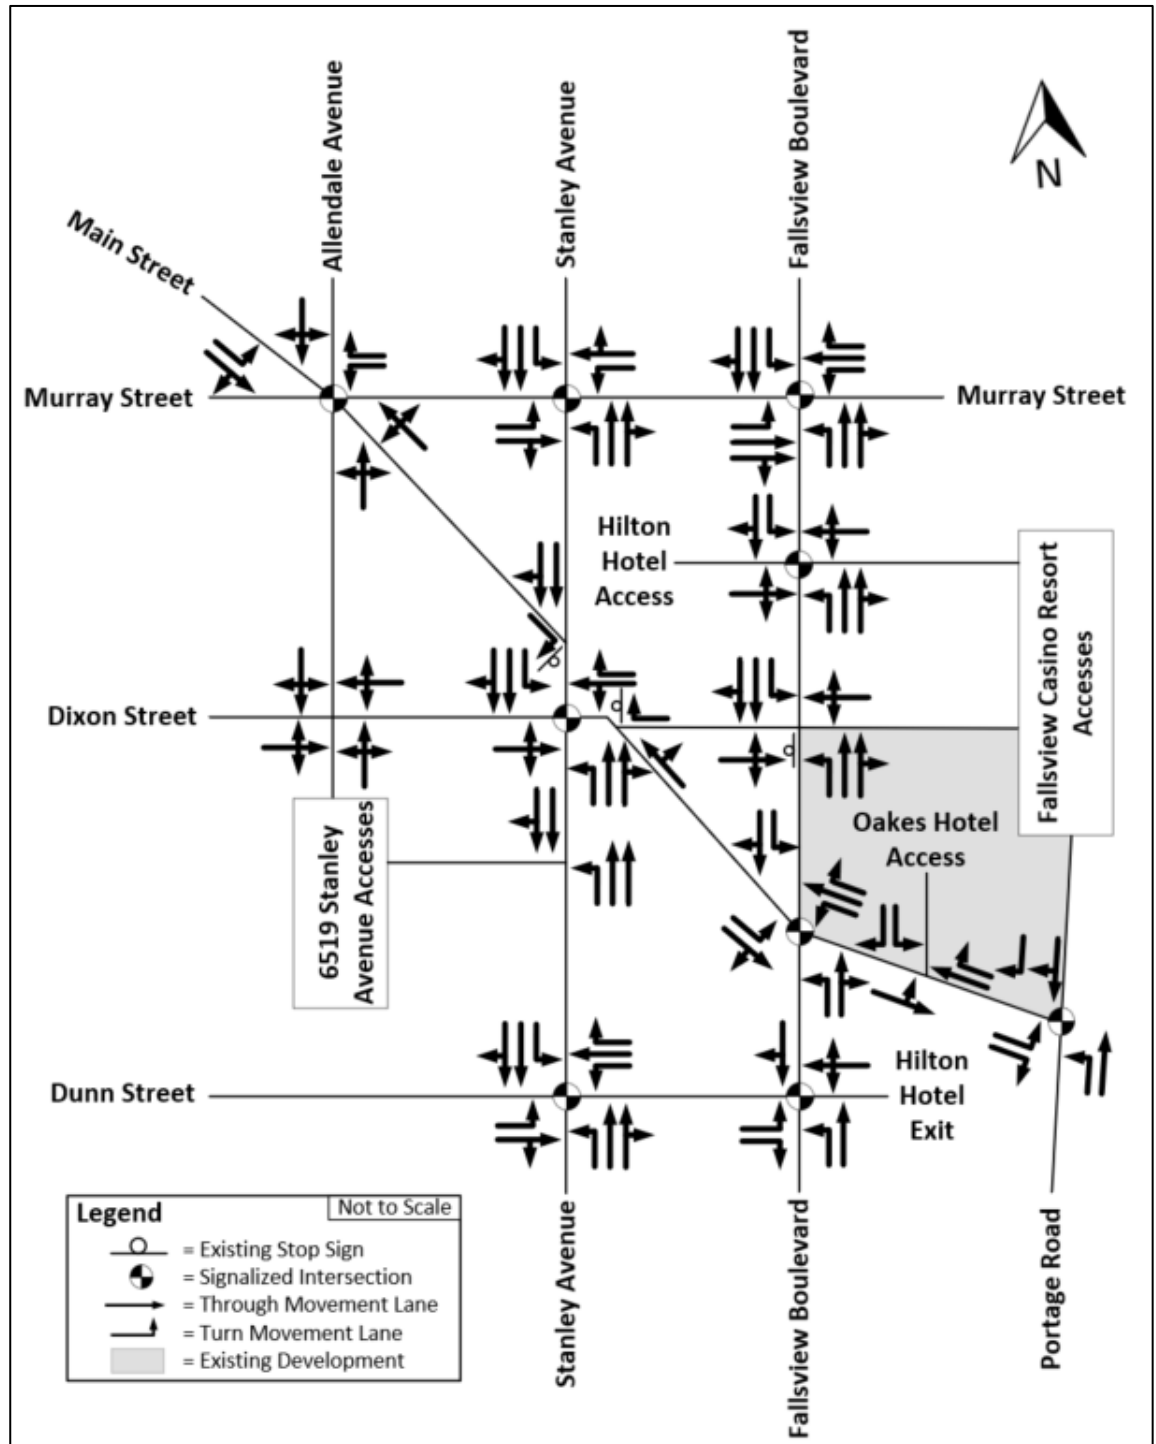 Allendale Avenue
Stanley Avenue
Fallsview Boulevard
N
Main Street
Murray Street
Murray Street
Hilton
Hotel
Access
Fallsview Casino Resort
Accesses
Dixon Street
Oakes Hotel
Access
6519 Stanley
Avenue Accesses
Hilton
Hotel
Exit
Dunn Street
Legend
Not to Scale
= Existing Stop Sign
= Signalized Intersection
= Through Movement Lane
= Turn Movement Lane
= Existing Development
Stanley Avenue
Fallsview Boulevard
Portage Road